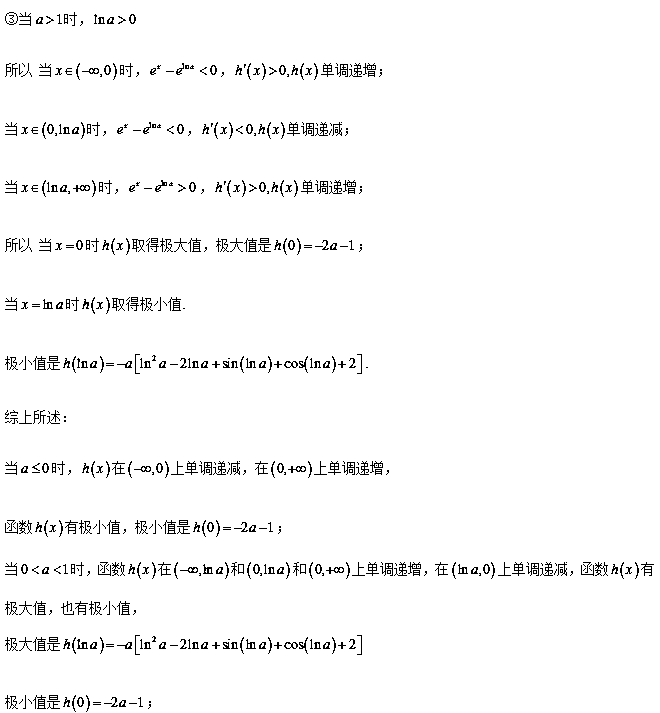 ③当 a>1时，ln a>0
所以 当 x∈(−∞,0)时，eˣ−e^{ln a}<0，h′(x)>0,h(x)单调递增；
当 x∈(0,ln a)时，eˣ−e^{ln a}<0，h′(x)<0,h(x)单调递减；
当 x∈(ln a,+∞)时，eˣ−e^{ln a}>0，h′(x)>0,h(x)单调递增；
所以 当 x=0时 h(x)取得极大值，极大值是 h(0)=−2a−1；
当 x=ln a时 h(x)取得极小值.
极小值是 h(ln a)=−a[ln²a−2ln a+sin(ln a)+cos(ln a)+2].
综上所述：
当 a≤0时，h(x)在(−∞,0)上单调递减，在(0,+∞)上单调递增，
函数 h(x)有极小值，极小值是 h(0)=−2a−1；
当 0<a<1时，函数 h(x)在(−∞,ln a)和(0,ln a)和(0,+∞)上单调递增，在(ln a,0)上单调递减，函数 h(x)有
极大值，也有极小值，
极大值是 h(ln a)=−a[ln²a−2ln a+sin(ln a)+cos(ln a)+2]
极小值是 h(0)=−2a−1；